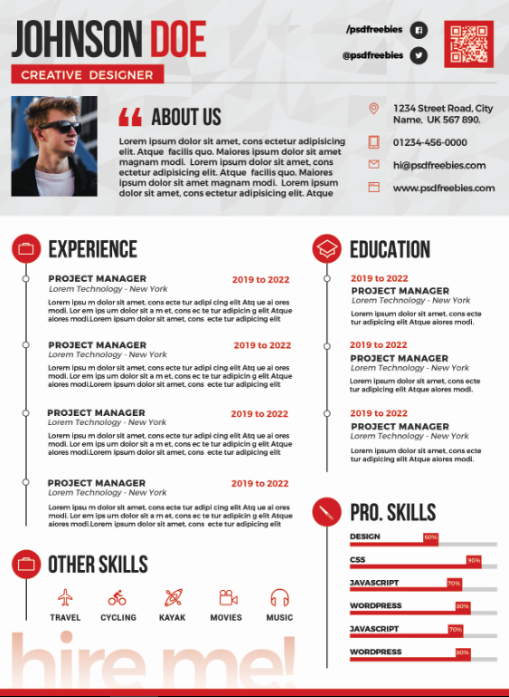 JOHNSON DOE
CREATIVE DESIGNER
/psdfreebies
@psdfreebies
“ ABOUT US
Lorem ipsum dolor sit amet, cons ectetur adipisicing
elit. Atque facilis quo. Maiores ipsum dolor sit amet
magnam modi. Lorem ipsum dolor sit amet, cons
ectetur adipisicing elit. Atque facilis quo. Maiores
ipsum dolor sit amet magnam modi. Lorem ipsum
dolor sit amet, cons ectetur adipisicing elit. Atque
1234 Street Road, City
Name, UK 567 890.
01234-456-0000
hi@psdfreebies.com
www.psdfreebies.com
EXPERIENCE
PROJECT MANAGER 2019 to 2022
Lorem Technology - New York
Lorem ipsu m dolor sit amet, cons ecte tur adipi cing elit Atq ue ai ores
modi. Lor em ips um dolor sit a m et, cons ec te tur adipicing elit Atque
aiores modi.Lorem ipsum dolor sit amet, cons ecte tur adipicing elit
PROJECT MANAGER 2019 to 2022
Lorem Technology - New York
Lorem ipsu m dolor sit amet, cons ecte tur adipi cing elit Atq ue ai ores
modi. Lor em ips um dolor sit a m et, cons ec te tur adipicing elit Atque
aiores modi.Lorem ipsum dolor sit amet, cons ecte tur adipicing elit
PROJECT MANAGER 2019 to 2022
Lorem Technology - New York
Lorem ipsu m dolor sit amet, cons ecte tur adipi cing elit Atq ue ai ores
modi. Lor em ips um dolor sit a m et, cons ec te tur adipicin g elit Atque
aiores modi.Lorem ipsum dolor sit amet, cons ecte tur adipicing elit
PROJECT MANAGER 2019 to 2022
Lorem Technology - New York
Lorem ipsu m dolor sit amet, cons ecte tur adipi cing elit Atq ue ai ores
modi. Lor em ips um dolor sit a m et, cons ec te tur adipicin g elit Atque
aiores modi.Lorem ipsum dolor sit amet, cons ecte tur adipicing elit
EDUCATION
2019 to 2022
PROJECT MANAGER
Lorem Technology - New York
Lorem ipsum dolor sit amet, cons ecte
tur adipicing elit Atque aiores modi.
2019 to 2022
PROJECT MANAGER
Lorem Technology - New York
Lorem ipsum dolor sit amet, cons ecte
tur adipicing elit Atque aiores modi.
2019 to 2022
PROJECT MANAGER
Lorem Technology - New York
Lorem ipsum dolor sit amet, cons ecte
tur adipicing elit Atque aiores modi.
OTHER SKILLS
TRAVEL CYCLING KAYAK MOVIES MUSIC
PRO. SKILLS
DESIGN 60%
CSS 90%
JAVASCRIPT 70%
WORDPRESS 80%
JAVASCRIPT 70%
WORDPRESS 80%
hire me!